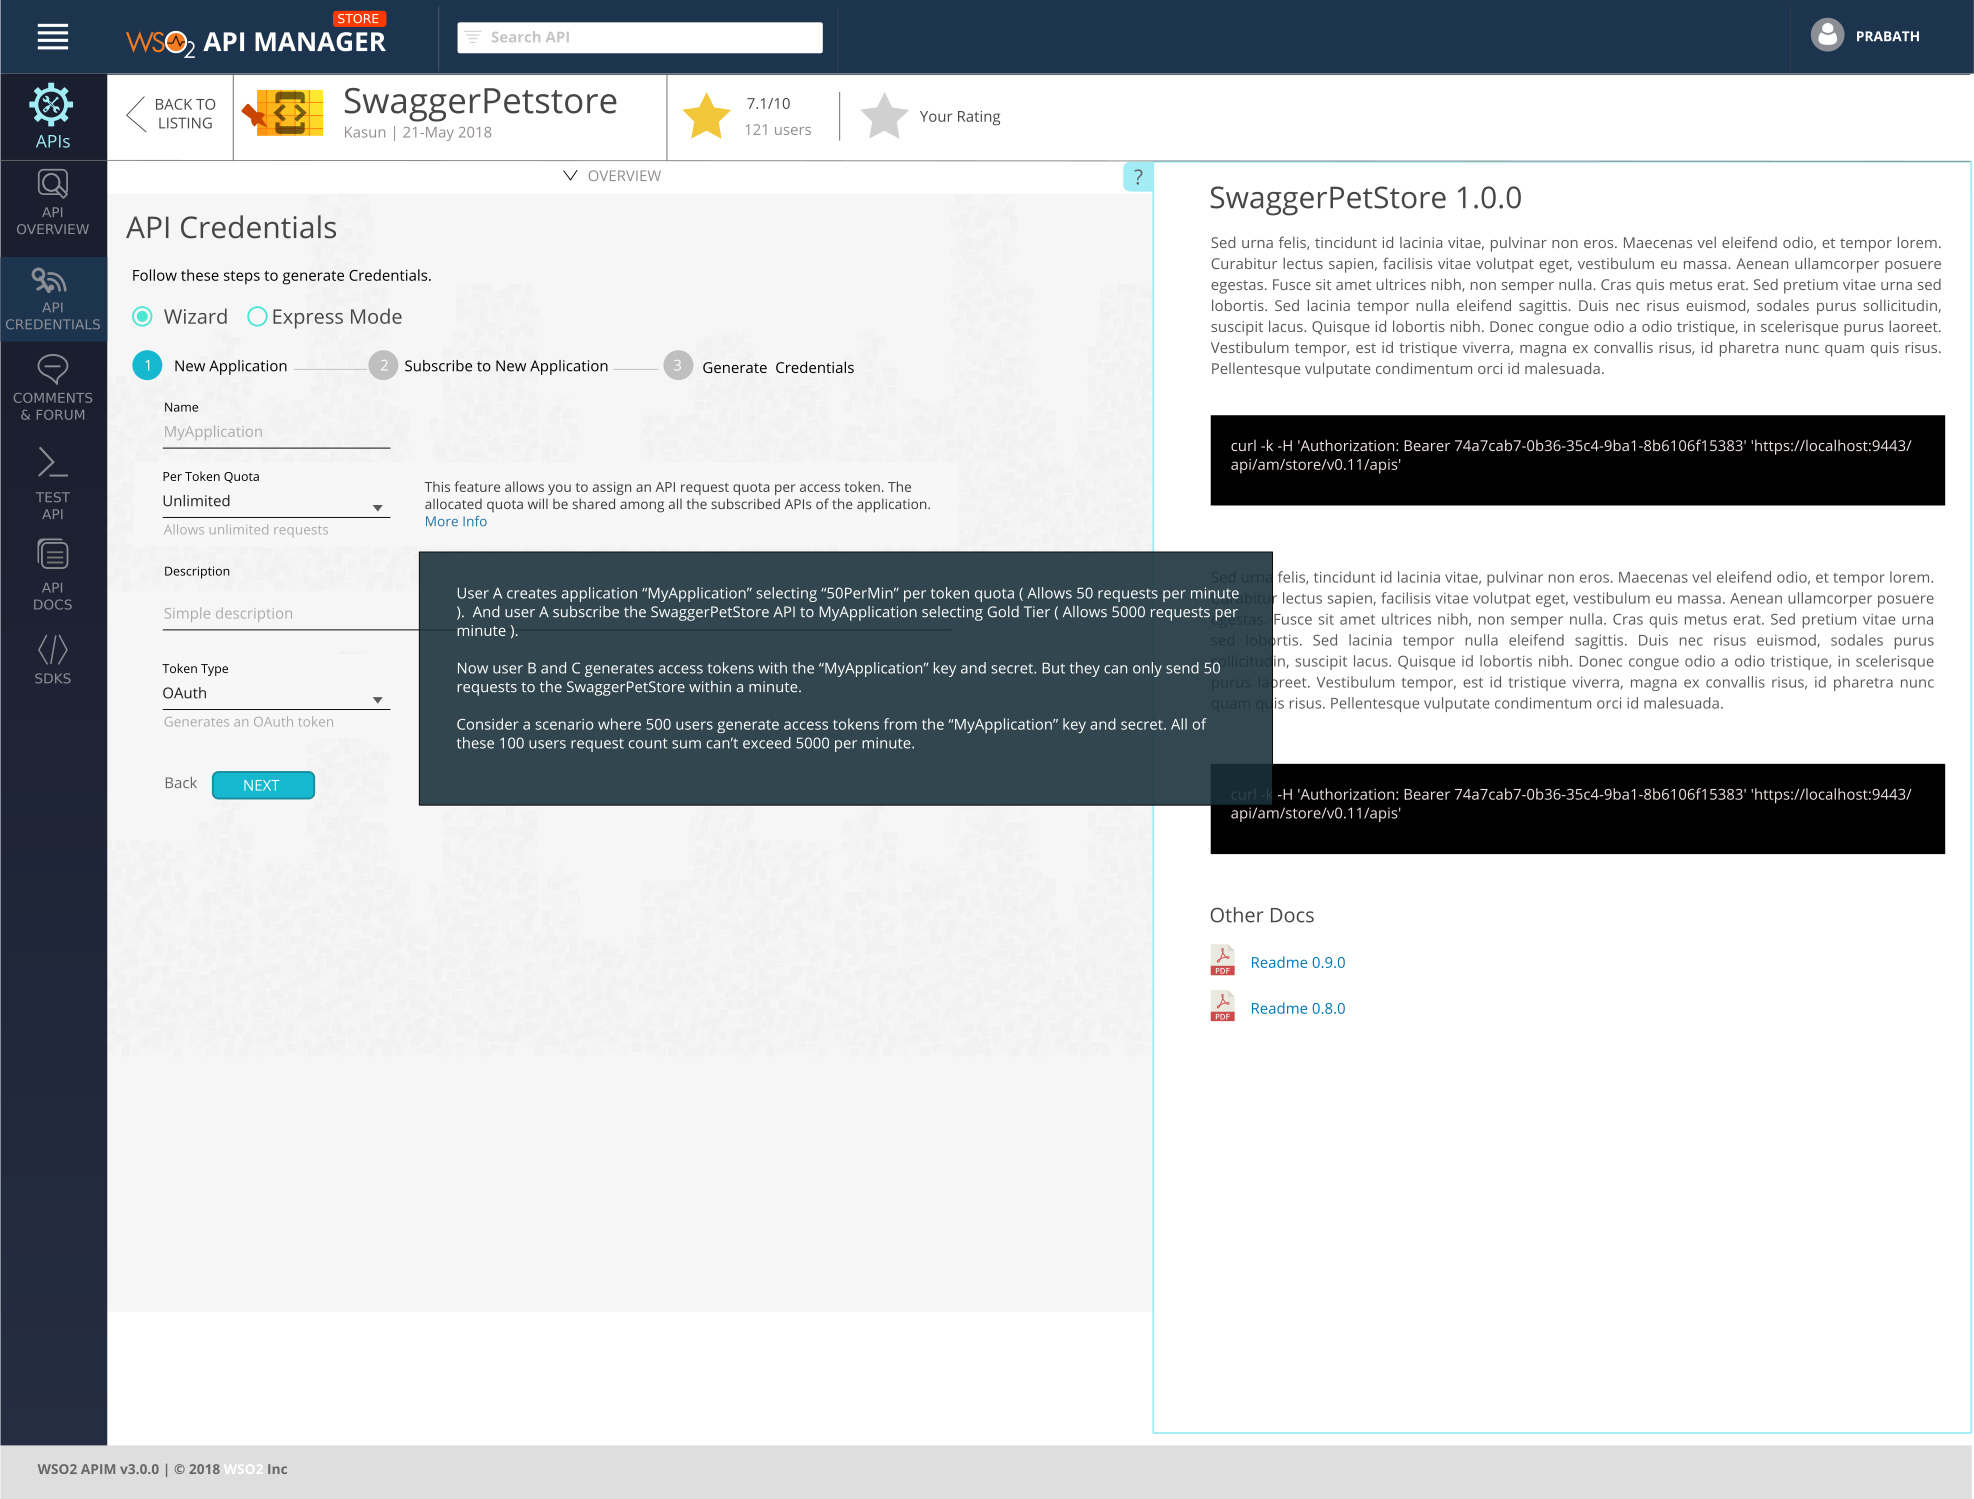 STORE
WSO2 API MANAGER
Search API
PRABATH
APIs
API
OVERVIEW
API
CREDENTIALS
COMMENTS
& FORUM
TEST
API
API
DOCS
SDKS
BACK TO
LISTING
SwaggerPetstore
Kasun | 21-May 2018
7.1/10
121 users
Your Rating
OVERVIEW
?
API Credentials
Follow these steps to generate Credentials.
Wizard Express Mode
1 New Application 2 Subscribe to New Application 3 Generate Credentials
Name
MyApplication
Per Token Quota
Unlimited
Allows unlimited requests
This feature allows you to assign an API request quota per access token. The
allocated quota will be shared among all the subscribed APIs of the application.
More Info
Description
Simple description
Token Type
OAuth
Generates an OAuth token
Back NEXT
User A creates application “MyApplication” selecting “50PerMin” per token quota ( Allows 50 requests per minute
). And user A subscribe the SwaggerPetStore API to MyApplication selecting Gold Tier ( Allows 5000 requests per
minute ).
Now user B and C generates access tokens with the “MyApplication” key and secret. But they can only send 50
requests to the SwaggerPetStore within a minute.
Consider a scenario where 500 users generate access tokens from the “MyApplication” key and secret. All of
these 100 users request count sum can’t exceed 5000 per minute.
SwaggerPetStore 1.0.0
Sed urna felis, tincidunt id lacinia vitae, pulvinar non eros. Maecenas vel eleifend odio, et tempor lorem.
Curabitur lectus sapien, facilisis vitae volutpat eget, vestibulum eu massa. Aenean ullamcorper posuere
egestas. Fusce sit amet ultrices nibh, non semper nulla. Cras quis metus erat. Sed pretium vitae urna sed
lobortis. Sed lacinia tempor nulla eleifend sagittis. Duis nec risus euismod, sodales purus sollicitudin,
suscipit lacus. Quisque id lobortis nibh. Donec congue odio a odio tristique, in scelerisque purus laoreet.
Vestibulum tempor, est id tristique viverra, magna ex convallis risus, id pharetra nunc quam quis risus.
Pellentesque vulputate condimentum orci id malesuada.
curl -k -H 'Authorization: Bearer 74a7cab7-0b36-35c4-9ba1-8b6106f15383' 'https://localhost:9443/
api/am/store/v0.11/apis'
Sed urna felis, tincidunt id lacinia vitae, pulvinar non eros. Maecenas vel eleifend odio, et tempor lorem.
Curabitur lectus sapien, facilisis vitae volutpat eget, vestibulum eu massa. Aenean ullamcorper posuere
egestas. Fusce sit amet ultrices nibh, non semper nulla. Cras quis metus erat. Sed pretium vitae urna
sed lobortis. Sed lacinia tempor nulla eleifend sagittis. Duis nec risus euismod, sodales purus
sollicitudin, suscipit lacus. Quisque id lobortis nibh. Donec congue odio a odio tristique, in scelerisque
purus laoreet. Vestibulum tempor, est id tristique viverra, magna ex convallis risus, id pharetra nunc
quam quis risus. Pellentesque vulputate condimentum orci id malesuada.
curl -k -H 'Authorization: Bearer 74a7cab7-0b36-35c4-9ba1-8b6106f15383' 'https://localhost:9443/
api/am/store/v0.11/apis'
Other Docs
PDF Readme 0.9.0
PDF Readme 0.8.0
WSO2 APIM v3.0.0 | © 2018 WSO2 Inc